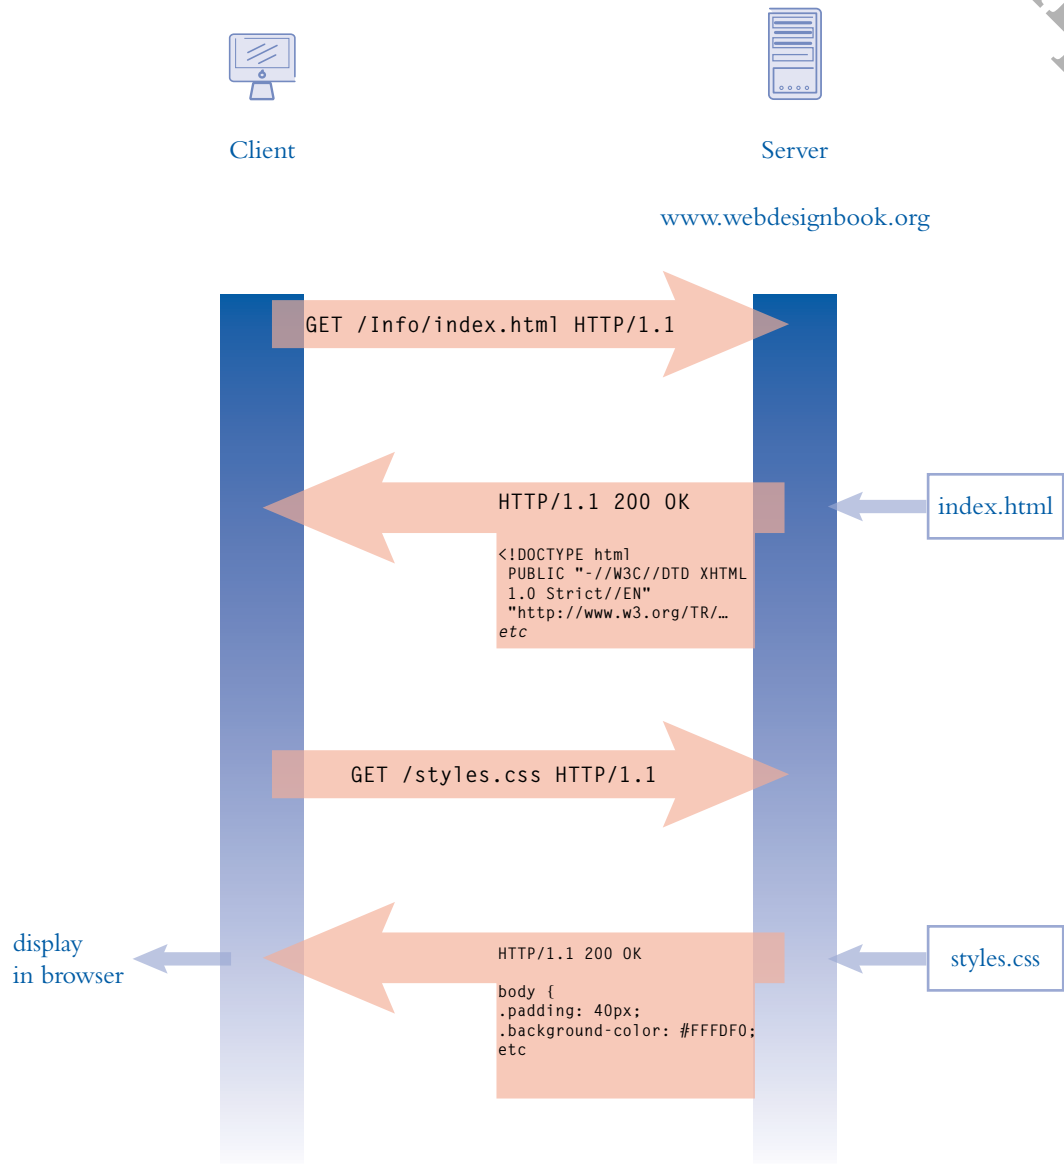 Client
Server
www.webdesignbook.org
GET /Info/index.html HTTP/1.1
HTTP/1.1 200 OK
index.html
<!DOCTYPE html
PUBLIC "-//W3C//DTD XHTML
1.0 Strict//EN"
"http://www.w3.org/TR/…
etc
GET /styles.css HTTP/1.1
display
in browser
HTTP/1.1 200 OK
styles.css
body {
.padding: 40px;
.background-color: #FFFDF0;
etc